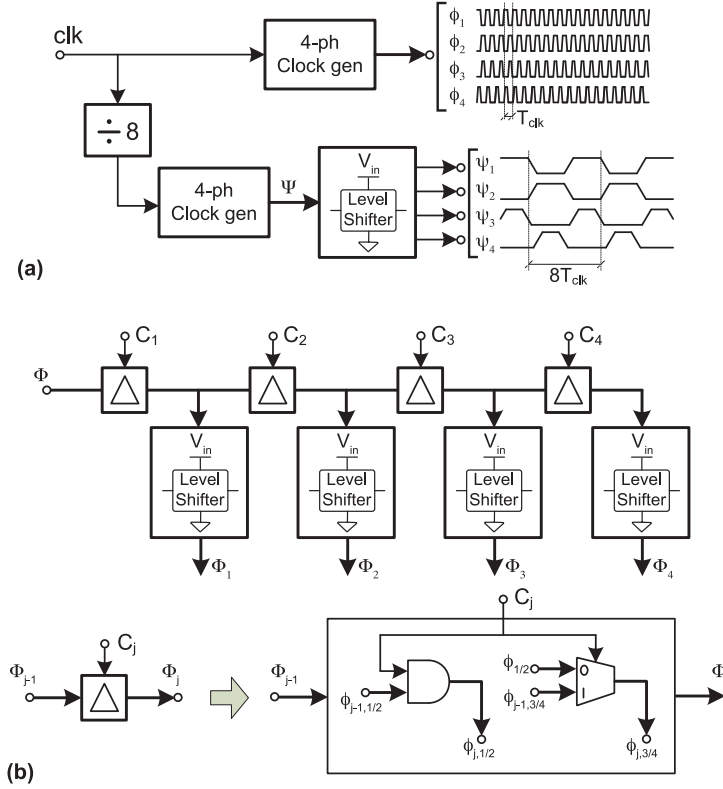 clk
4-ph
Clock gen
ϕ1
ϕ2
ϕ3
ϕ4
Tclk
÷ 8
4-ph
Clock gen
Ψ
Vin
Level
Shifter
ψ1
ψ2
ψ3
ψ4
8Tclk
(a)
C1
C2
C3
C4
Φ
△
△
△
△
Vin
Level
Shifter
Vin
Level
Shifter
Vin
Level
Shifter
Vin
Level
Shifter
Φ1
Φ2
Φ3
Φ4
Cj
Cj
Φj-1
△
Φj
Φj-1
ϕj-1,1/2
ϕj,1/2
ϕ1/2
ϕj-1,3/4
0
1
ϕj,3/4
(b)